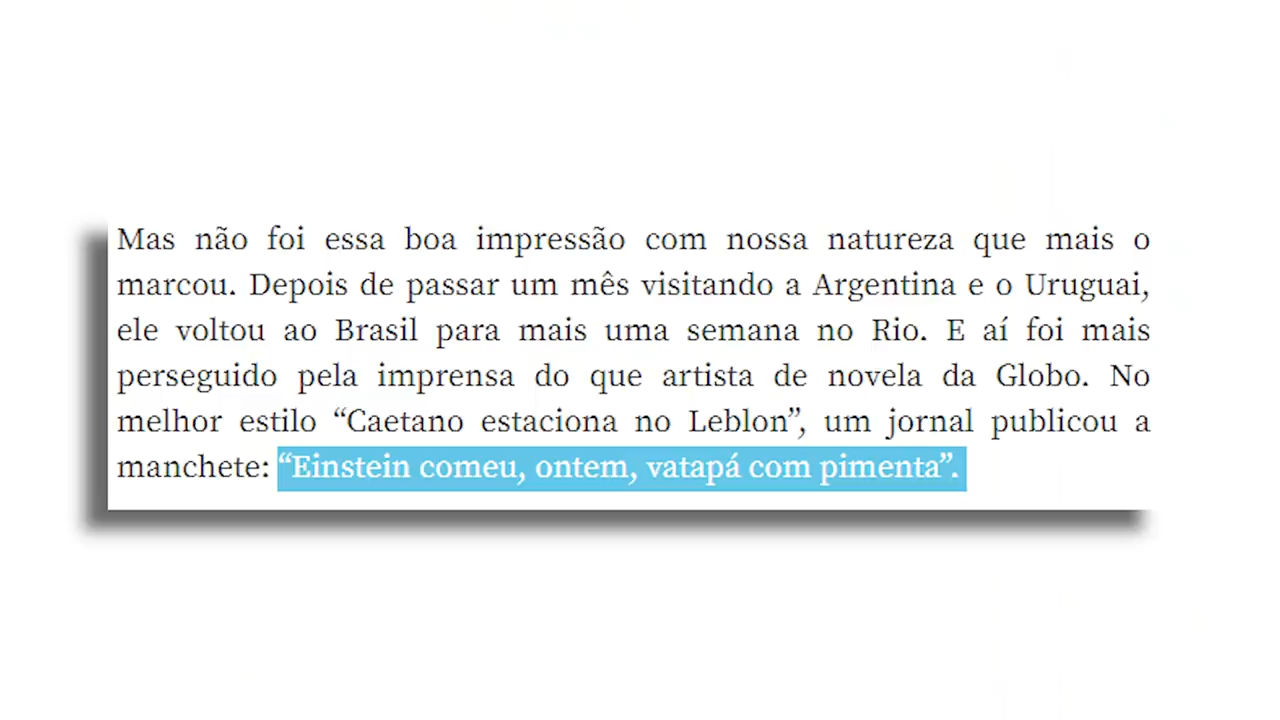 Mas não foi essa boa impressão com nossa natureza que mais o
marcou. Depois de passar um mês visitando a Argentina e o Uruguai,
ele voltou ao Brasil para mais uma semana no Rio. E aí foi mais
perseguido pela imprensa do que artista de novela da Globo. No
melhor estilo “Caetano estaciona no Leblon”, um jornal publicou a
manchete: “Einstein comeu, ontem, vatapá com pimenta”.